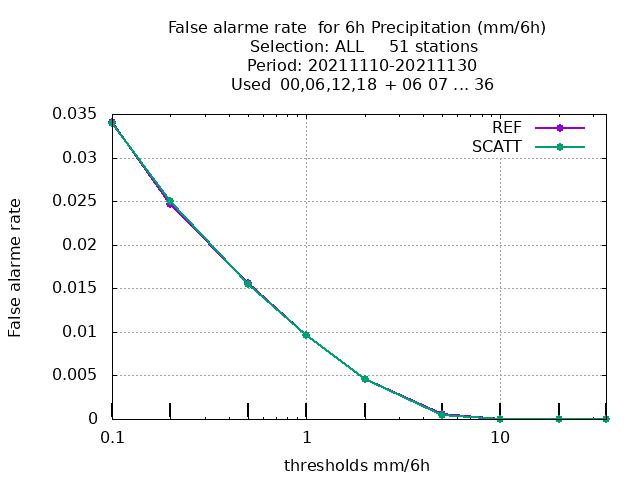 False alarme rate for 6h Precipitation (mm/6h)
Selection: ALL 51 stations
Period: 20211110-20211130
Used 00,06,12,18 + 06 07 ... 36
REF
SCATT
0.035
0.03
0.025
0.02
0.015
0.01
0.005
0
False alarme rate
0.1 1 10
thresholds mm/6h